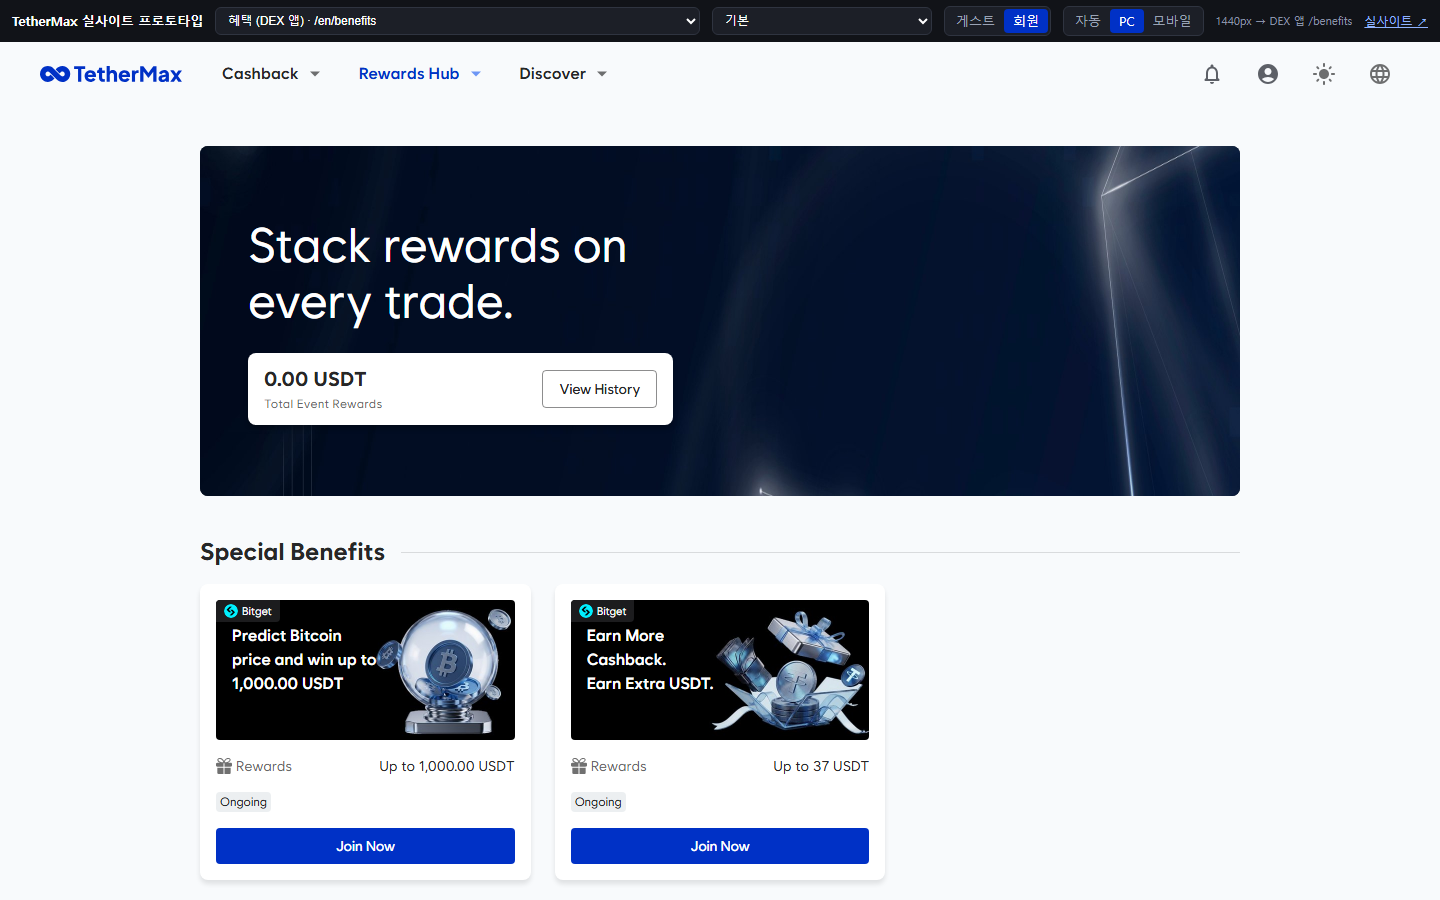 TetherMax 실사이트 프로토타입
혜택 (DEX 앱) · /en/benefits
기본
게스트 회원
자동 PC 모바일
1440px → DEX 앱 /benefits
실사이트 ↗
TetherMax
Cashback
Rewards Hub
Discover
Stack rewards on
every trade.
0.00 USDT
Total Event Rewards
View History
Special Benefits
Bitget
Predict Bitcoin
price and win up to
1,000.00 USDT
Rewards
Up to 1,000.00 USDT
Ongoing
Join Now
Bitget
Earn More
Cashback.
Earn Extra USDT.
Rewards
Up to 37 USDT
Ongoing
Join Now